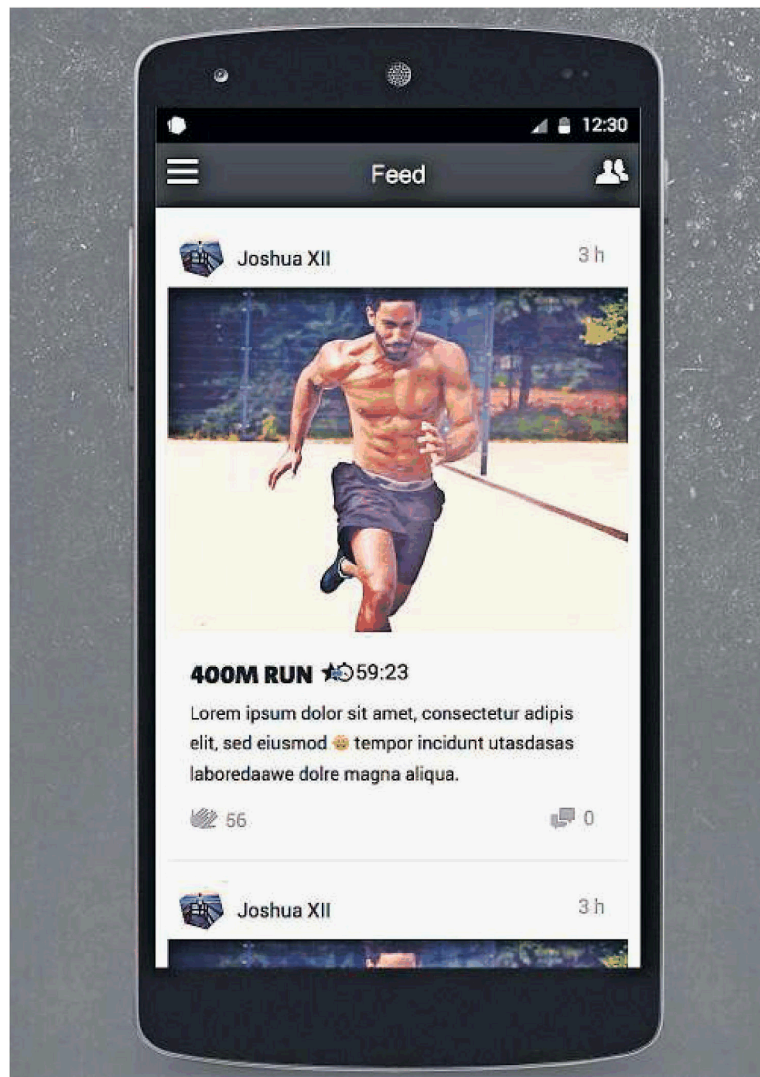 12:30
Feed
Joshua XII 3 h
400M RUN 59:23
Lorem ipsum dolor sit amet, consectetur adipis
elit, sed eiusmod tempor incidunt utasdasas
laboredaawe dolre magna aliqua.
56 0
Joshua XII 3 h